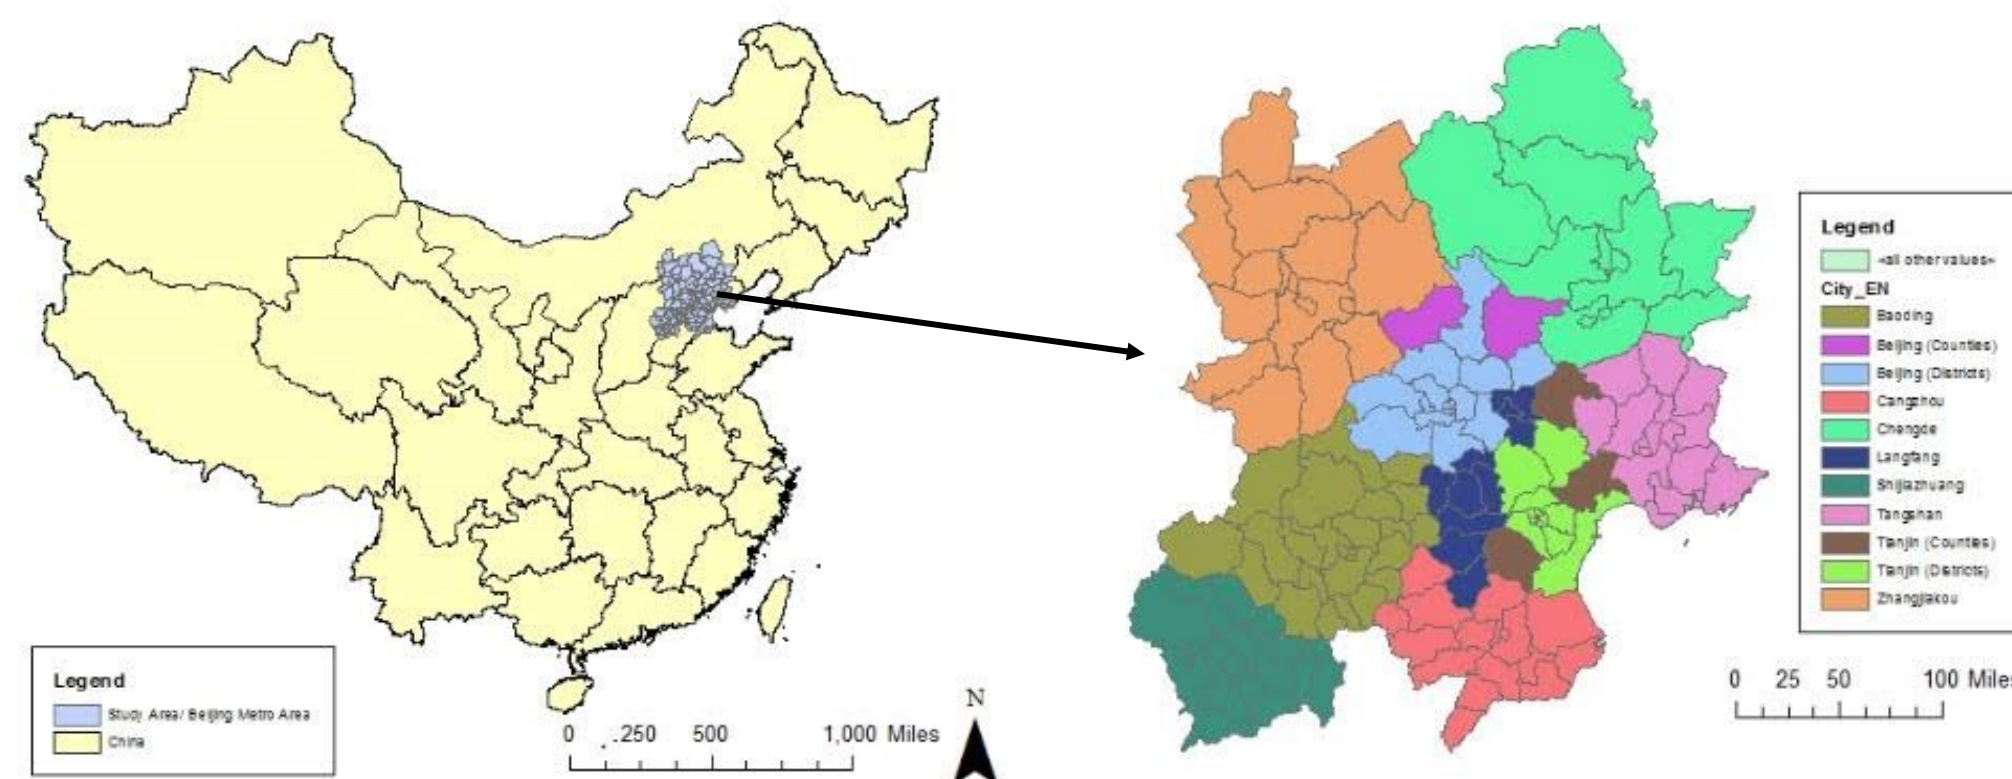 Legend
Study Area/ Beijing Metro Area
China
0 .250 500 1,000 Miles
N
Legend
<all other values>
City_EN
Baoding
Beijing (Counties)
Beijing (Districts)
Cangzhou
Chengde
Langfang
Shijiazhuang
Tangshan
Tianjin (Counties)
Tianjin (Districts)
Zhangjiakou
0 25 50 100 Miles